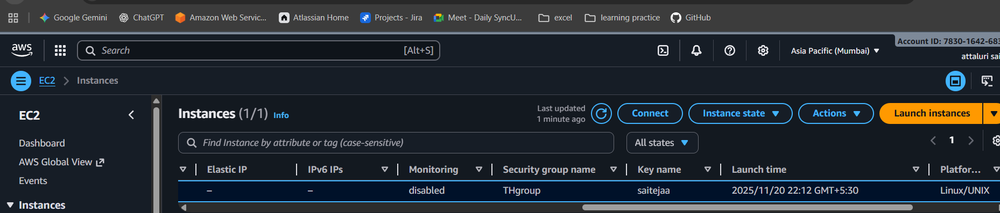 Google Gemini ChatGPT Amazon Web Servic... Atlassian Home Projects - Jira Meet - Daily SyncU... excel learning practice GitHub
aws Search [Alt+S] Asia Pacific (Mumbai) Account ID: 7830-1642-683
attaluri sai
EC2 Instances
EC2
Dashboard
AWS Global View
Events
Instances
Instances (1/1) Info Last updated 1 minute ago Connect Instance state Actions Launch instances
Find Instance by attribute or tag (case-sensitive) All states 1
Elastic IP IPv6 IPs Monitoring Security group name Key name Launch time Platfor...
– – disabled THgroup saitejaa 2025/11/20 22:12 GMT+5:30 Linux/UNIX